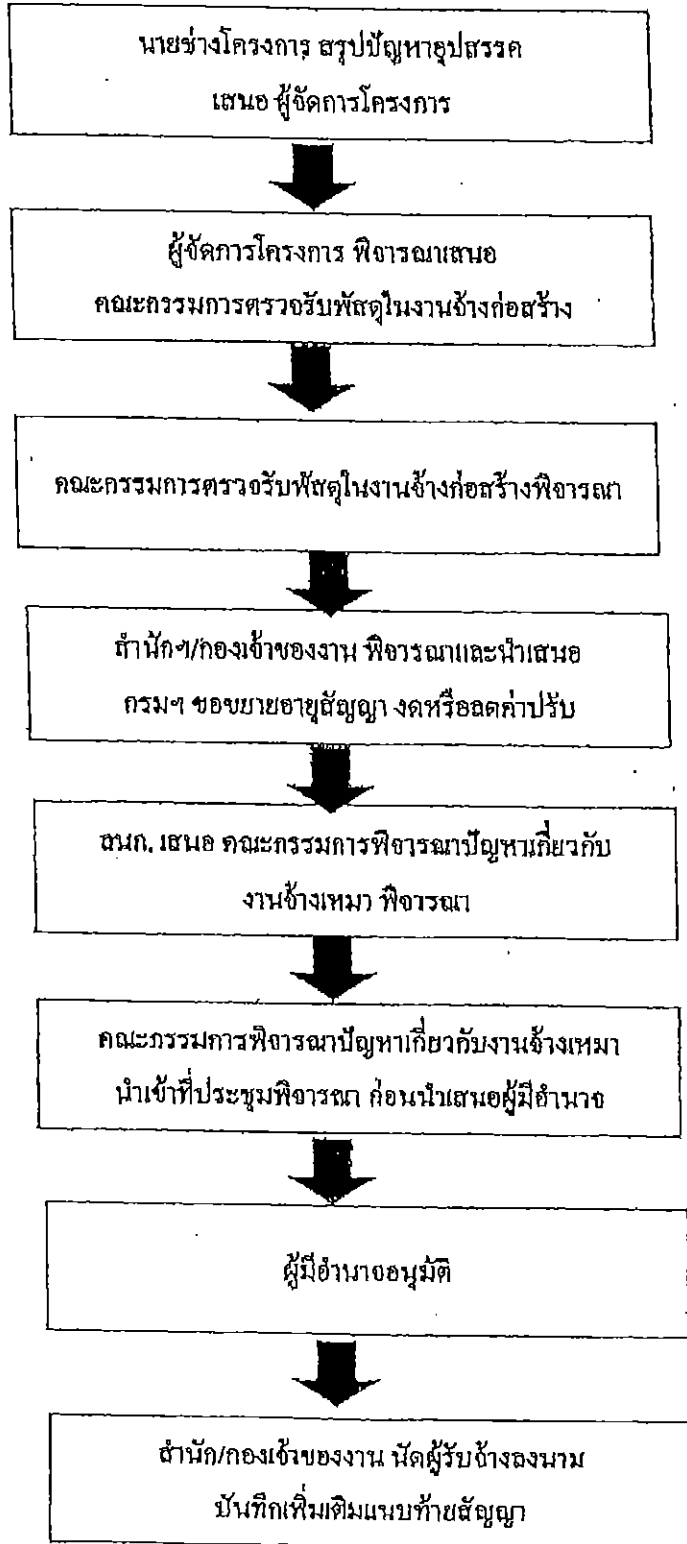 นายช่างโครงการ สรุปปัญหาอุปสรรค
เสนอ ผู้จัดการโครงการ
ผู้จัดการโครงการ พิจารณาเสนอ
คณะกรรมการตรวจรับพัสดุในงานจ้างก่อสร้าง
คณะกรรมการตรวจรับพัสดุในงานจ้างก่อสร้างพิจารณา
สำนักฯ/กองเจ้าของงาน พิจารณาและนำเสนอ
กรมฯ ขอขยายอายุสัญญา งดหรือลดค่าปรับ
สนก. เสนอ คณะกรรมการพิจารณาปัญหาเกี่ยวกับ
งานจ้างเหมา พิจารณา
คณะกรรมการพิจารณาปัญหาเกี่ยวกับงานจ้างเหมา
นำเข้าที่ประชุมพิจารณา ก่อนนำเสนอผู้มีอำนาจ
ผู้มีอำนาจอนุมัติ
สำนัก/กองเจ้าของงาน นัดผู้รับจ้างลงนาม
บันทึกเพิ่มเติมแนบท้ายสัญญา